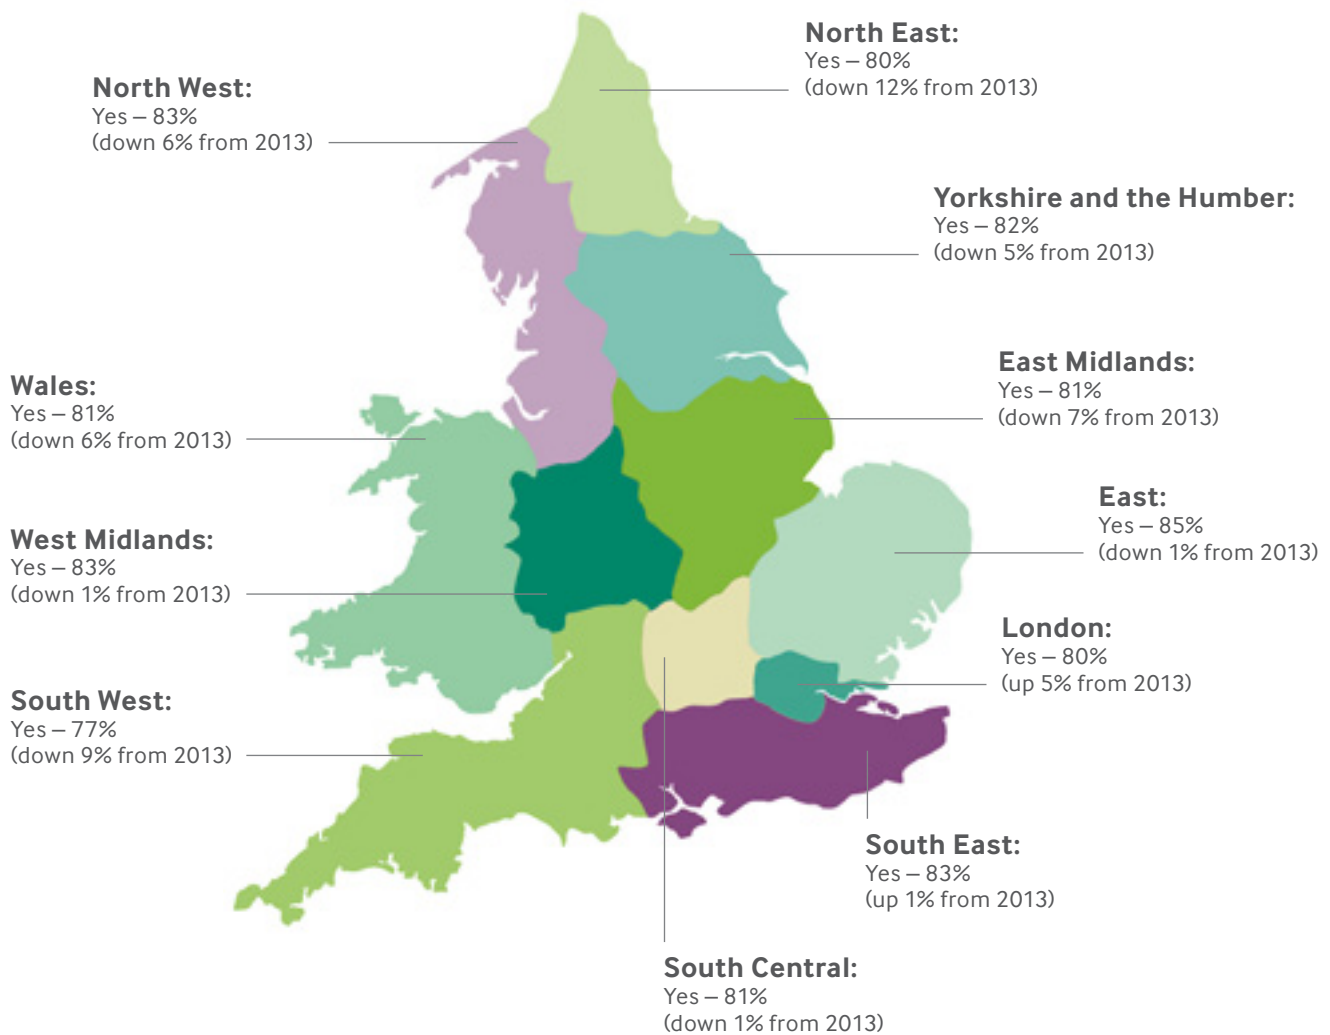 North East:
Yes – 80%
(down 12% from 2013)
North West:
Yes – 83%
(down 6% from 2013)
Yorkshire and the Humber:
Yes – 82%
(down 5% from 2013)
East Midlands:
Yes – 81%
(down 7% from 2013)
Wales:
Yes – 81%
(down 6% from 2013)
East:
Yes – 85%
(down 1% from 2013)
West Midlands:
Yes – 83%
(down 1% from 2013)
London:
Yes – 80%
(up 5% from 2013)
South West:
Yes – 77%
(down 9% from 2013)
South East:
Yes – 83%
(up 1% from 2013)
South Central:
Yes – 81%
(down 1% from 2013)